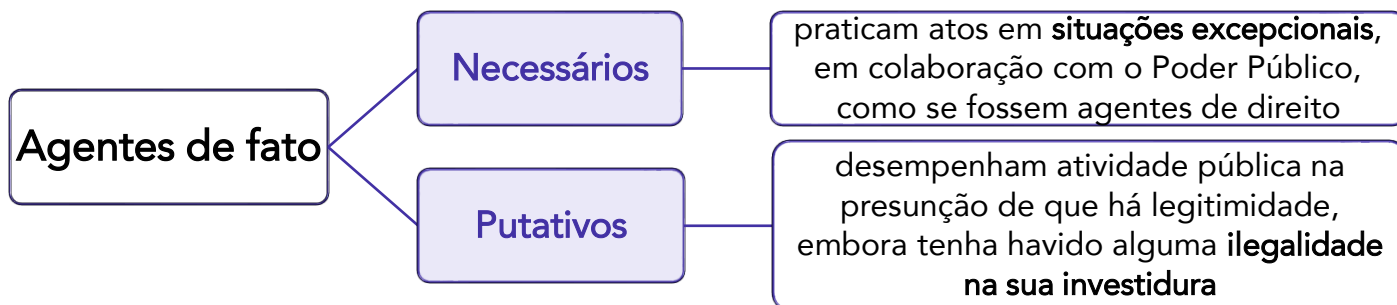 Agentes de fato
Necessários
praticam atos em situações excepcionais,
em colaboração com o Poder Público,
como se fossem agentes de direito
Putativos
desempenham atividade pública na
presunção de que há legitimidade,
embora tenha havido alguma ilegalidade
na sua investidura